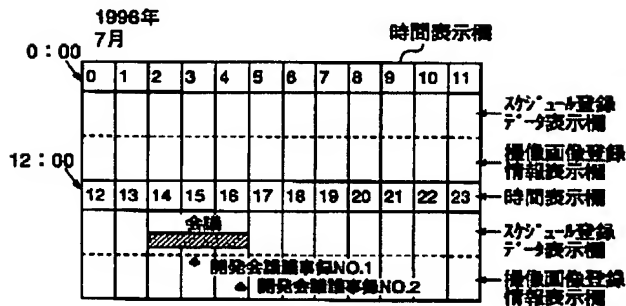 1996年
7月
時間表示欄
0:00
0 1 2 3 4 5 6 7 8 9 10 11
スケジュール登録
データ表示欄
撮像画像登録
情報表示欄
12:00
12 13 14 15 16 17 18 19 20 21 22 23
時間表示欄
会議
スケジュール登録
データ表示欄
開発会議議事録NO.1
開発会議議事録NO.2
撮像画像登録
情報表示欄